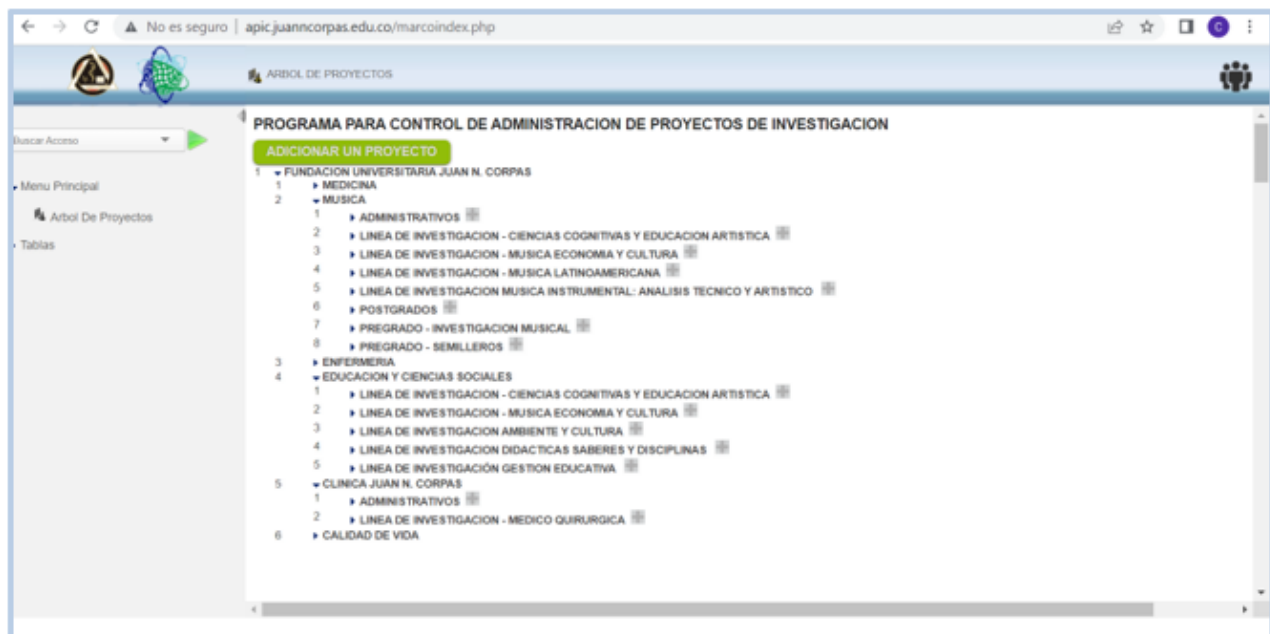 No es seguro | apic.juanncorpas.edu.co/marcoindex.php
C
ARBOL DE PROYECTOS
Buscar Acceso
Menu Principal
Arbol De Proyectos
Tablas
PROGRAMA PARA CONTROL DE ADMINISTRACION DE PROYECTOS DE INVESTIGACION
ADICIONAR UN PROYECTO
1 FUNDACION UNIVERSITARIA JUAN N. CORPAS
1 MEDICINA
2 MUSICA
1 ADMINISTRATIVOS
2 LINEA DE INVESTIGACION - CIENCIAS COGNITIVAS Y EDUCACION ARTISTICA
3 LINEA DE INVESTIGACION - MUSICA ECONOMIA Y CULTURA
4 LINEA DE INVESTIGACION - MUSICA LATINOAMERICANA
5 LINEA DE INVESTIGACION MUSICA INSTRUMENTAL: ANALISIS TECNICO Y ARTISTICO
6 POSTGRADOS
7 PREGRADO - INVESTIGACION MUSICAL
8 PREGRADO - SEMILLEROS
3 ENFERMERIA
4 EDUCACION Y CIENCIAS SOCIALES
1 LINEA DE INVESTIGACION - CIENCIAS COGNITIVAS Y EDUCACION ARTISTICA
2 LINEA DE INVESTIGACION - MUSICA ECONOMIA Y CULTURA
3 LINEA DE INVESTIGACION AMBIENTE Y CULTURA
4 LINEA DE INVESTIGACION DIDACTICAS SABERES Y DISCIPLINAS
5 LINEA DE INVESTIGACIÓN GESTION EDUCATIVA
5 CLINICA JUAN N. CORPAS
1 ADMINISTRATIVOS
2 LINEA DE INVESTIGACION - MEDICO QUIRURGICA
6 CALIDAD DE VIDA